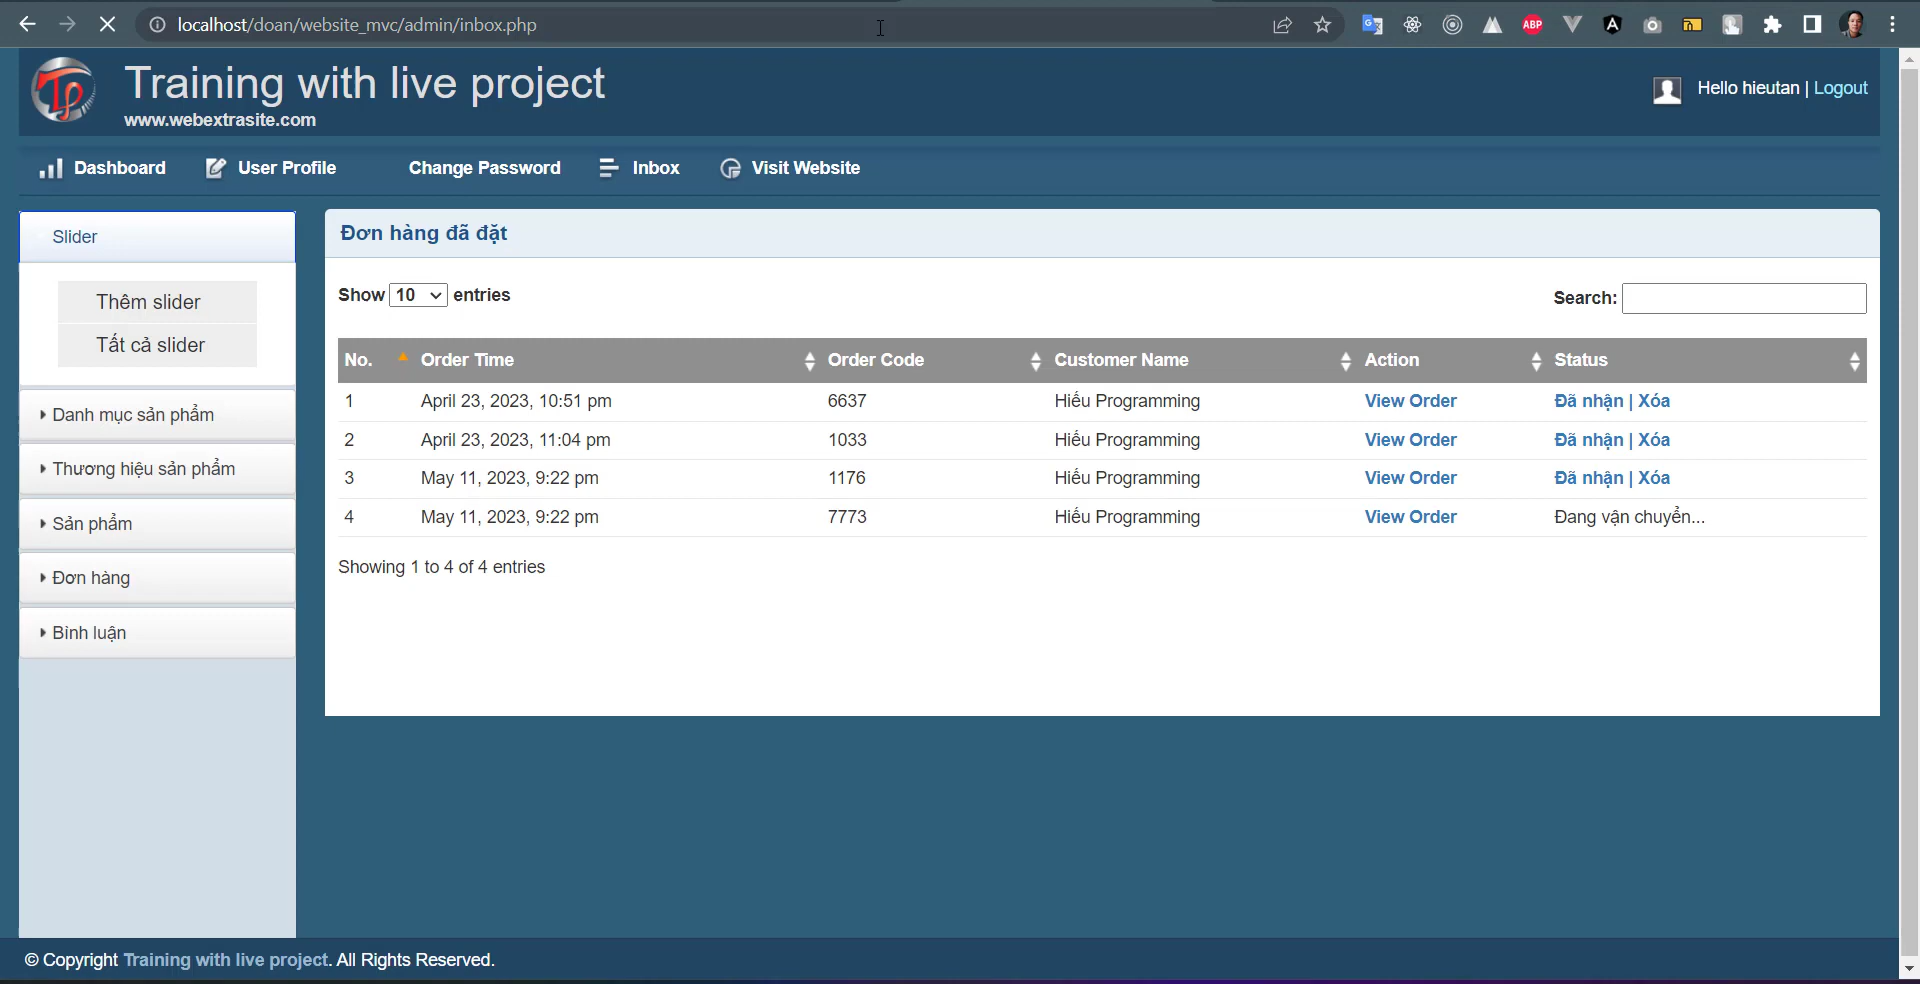 localhost/doan/website_mvc/admin/inbox.php
ABP
Training with live project
www.webextrasite.com
Hello hieutan | Logout
Dashboard
User Profile
Change Password
Inbox
Visit Website
Slider
Thêm slider
Tất cả slider
Danh mục sản phẩm
Thương hiệu sản phẩm
Sản phẩm
Đơn hàng
Bình luận
Đơn hàng đã đặt
Show 10 entries
Search:
No. Order Time Order Code Customer Name Action Status
1 April 23, 2023, 10:51 pm 6637 Hiếu Programming View Order Đã nhận | Xóa
2 April 23, 2023, 11:04 pm 1033 Hiếu Programming View Order Đã nhận | Xóa
3 May 11, 2023, 9:22 pm 1176 Hiếu Programming View Order Đã nhận | Xóa
4 May 11, 2023, 9:22 pm 7773 Hiếu Programming View Order Đang vận chuyển...
Showing 1 to 4 of 4 entries
© Copyright Training with live project. All Rights Reserved.